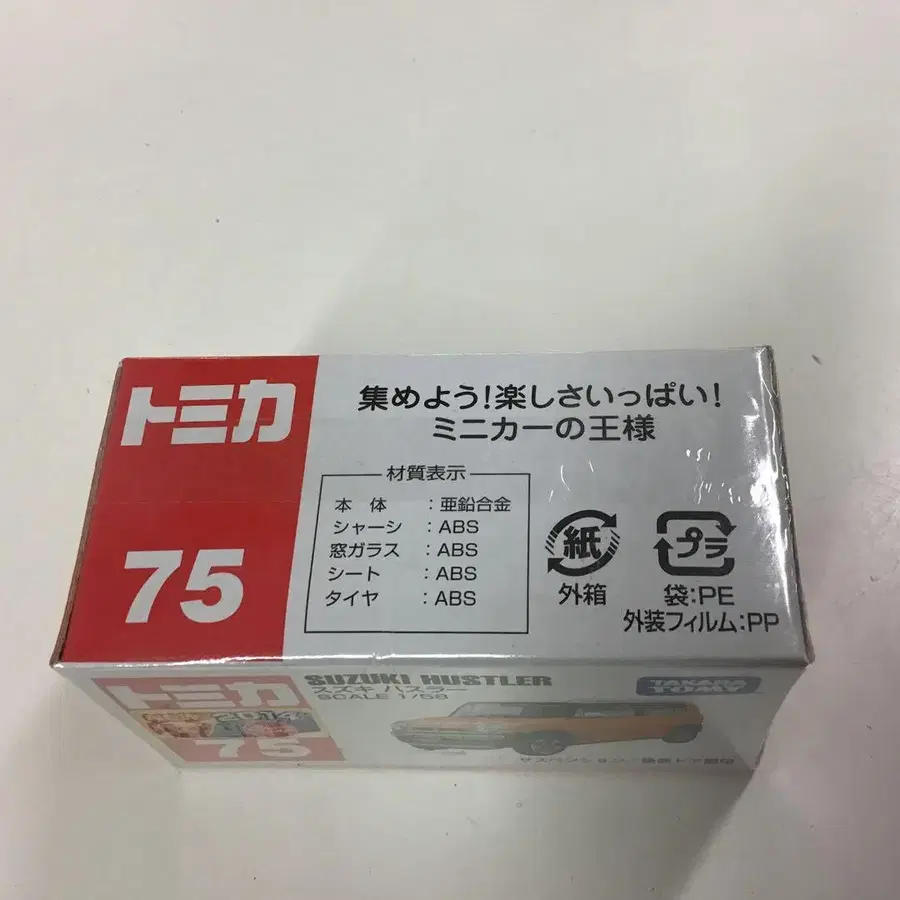 トミカ
75
集めよう!楽しさいっぱい!
ミニカーの王様
材質表示
本 体 :亜鉛合金
シャーシ :ABS
窓ガラス :ABS
シート :ABS
タイヤ :ABS
紙
外箱
プラ
袋:PE
外装フィルム:PP
トミカ
75
SUZUKI HUSTLER
スズキ ハスラー
SCALE 1/58
TAKARA
TOMY